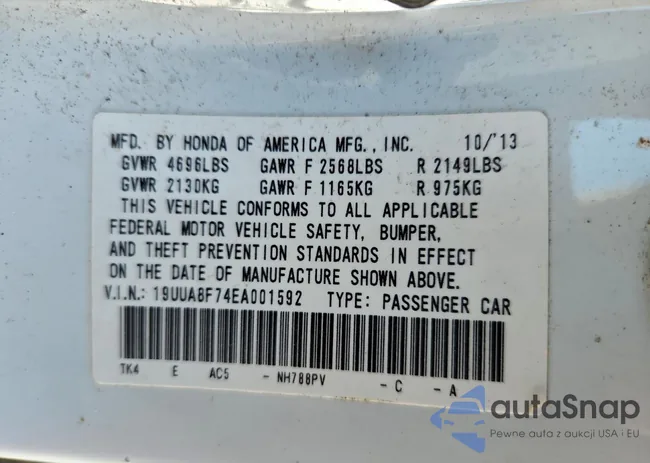 MFD. BY HONDA OF AMERICA MFG., INC. 10/'13
GVWR 4696LBS GAWR F 2568LBS R 2149LBS
GVWR 2130KG GAWR F 1165KG R 975KG
THIS VEHICLE CONFORMS TO ALL APPLICABLE
FEDERAL MOTOR VEHICLE SAFETY, BUMPER,
AND THEFT PREVENTION STANDARDS IN EFFECT
ON THE DATE OF MANUFACTURE SHOWN ABOVE.
V.I.N.: 19UUA8F74EA001592 TYPE: PASSENGER CAR
TK4 E AC5 - NH788PV - C - A
autaSnap
Pewne auta z aukcji USA i EU